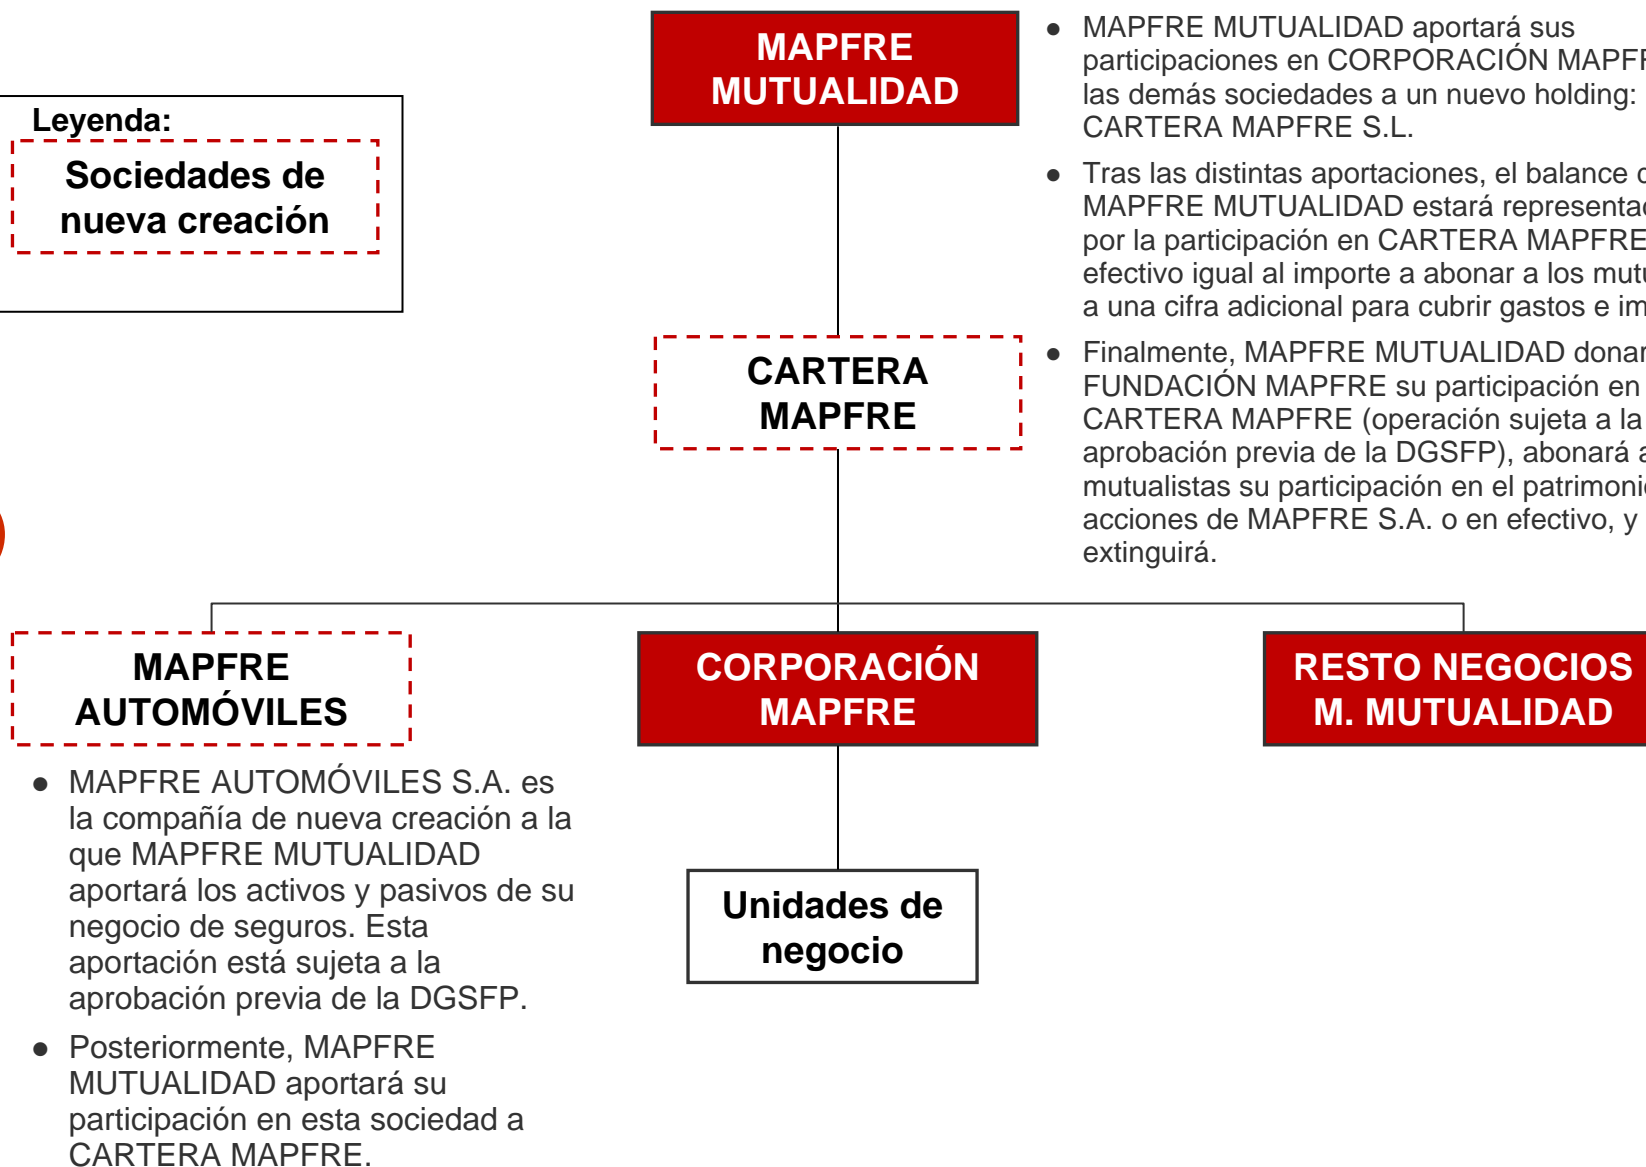 MAPFRE
MUTUALIDAD
● MAPFRE MUTUALIDAD aportará sus
participaciones en CORPORACIÓN
las demás sociedades a un nuevo holding:
CARTERA MAPFRE S.L.
● Tras las distintas aportaciones, el balance
MAPFRE MUTUALIDAD estará
por la participación en CARTERA MAPFRE
efectivo igual al importe a abonar a los
a una cifra adicional para cubrir gastos e
● Finalmente, MAPFRE MUTUALIDAD
FUNDACIÓN MAPFRE su participación en
CARTERA MAPFRE (operación sujeta a la
aprobación previa de la DGSFP), abonará
mutualistas su participación en el
acciones de MAPFRE S.A. o en efectivo, y
extinguirá.
Leyenda:
Sociedades de
nueva creación
CARTERA
MAPFRE
MAPFRE
AUTOMÓVILES
● MAPFRE AUTOMÓVILES S.A. es
la compañía de nueva creación a la
que MAPFRE MUTUALIDAD
aportará los activos y pasivos de su
negocio de seguros. Esta
aportación está sujeta a la
aprobación previa de la DGSFP.
● Posteriormente, MAPFRE
MUTUALIDAD aportará su
participación en esta sociedad a
CARTERA MAPFRE.
CORPORACIÓN
MAPFRE
Unidades de
negocio
RESTO NEGOCIOS
M. MUTUALIDAD